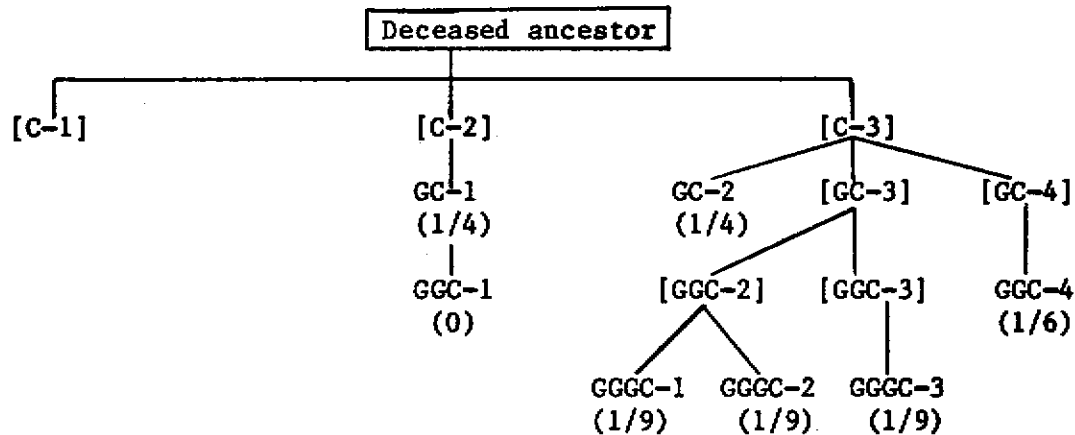 Deceased ancestor
[C-1] [C-2] [C-3]
GC-1 GC-2 [GC-3] [GC-4]
(1/4) (1/4)
GGC-1 [GGC-2] [GGC-3] GGC-4
(0) (1/6)
GGGC-1 GGGC-2 GGGC-3
(1/9) (1/9) (1/9)